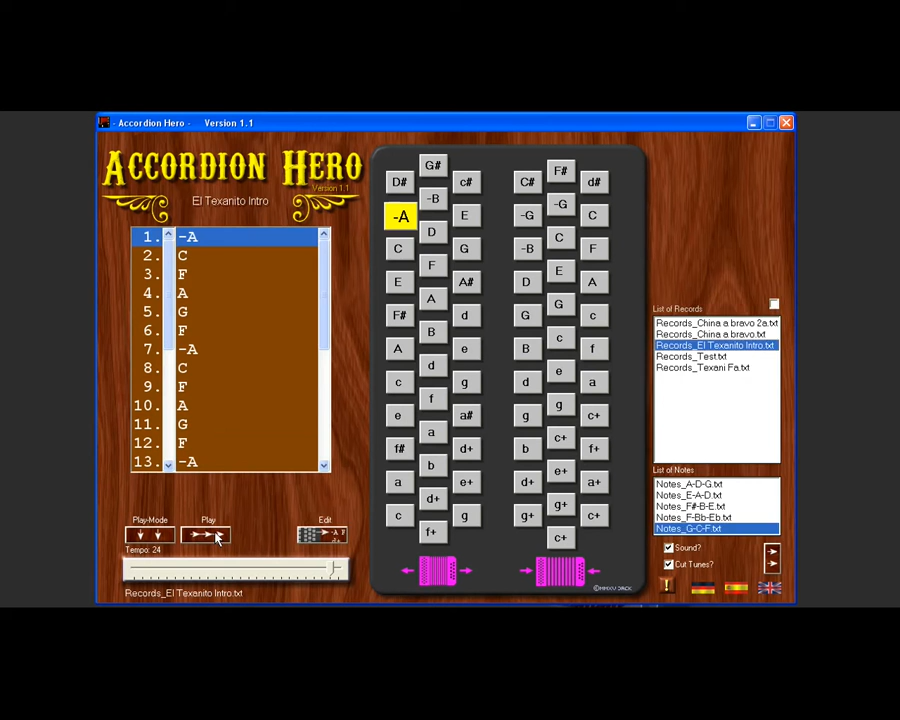 - Accordion Hero -     Version 1.1
ACCORDION HERO
Version 1.1
El Texanito Intro
1. -A
2. C
3. F
4. A
5. G
6. F
7. -A
8. C
9. F
10. A
11. G
12. F
13. -A
Play-Mode Play Edit
Tempo: 24
Records_El Texanito Intro.txt
G#
D# c#
-B
-A E
D
C G
F
E A#
A
F# d
B
A e
d
c g
f
e a#
a
f# d+
b
a e+
d+
c g
f+
F#
C# d#
-G
-G C
C
-B F
E
D A
G
G c
c
B f
e
d a
g
g c+
c+
b f+
e+
d+ a+
g+
g+ c+
c+
©MMXV JACK
List of Records
Records_China a bravo 2a.txt
Records_China a bravo.txt
Records_El Texanito Intro.txt
Records_Test.txt
Records_Texani Fa.txt
List of Notes
Notes_A-D-G.txt
Notes_E-A-D.txt
Notes_F#-B-E.txt
Notes_F-Bb-Eb.txt
Notes_G-C-F.txt
Sound?
Cut Tunes?
!